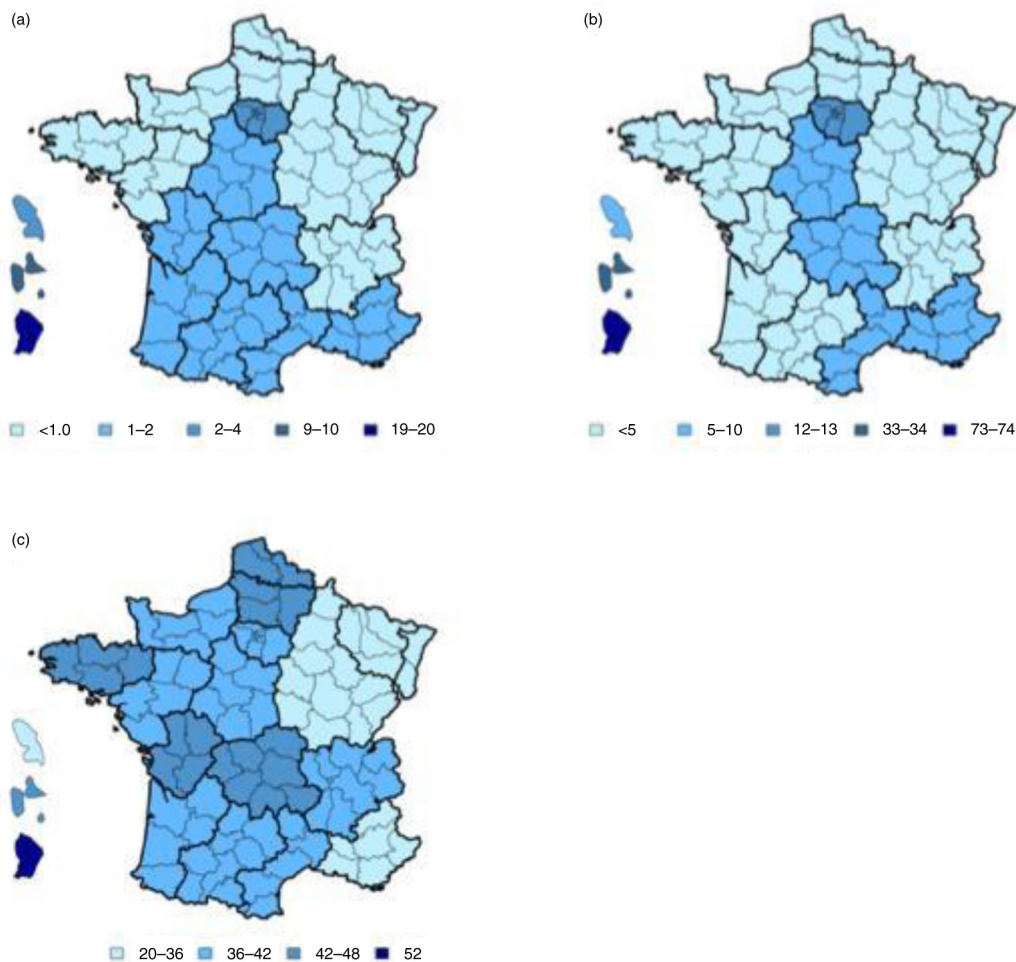 (a)
(b)
<1.0 1–2 2–4 9–10 19–20
<5 5–10 12–13 33–34 73–74
(c)
20–36 36–42 42–48 52